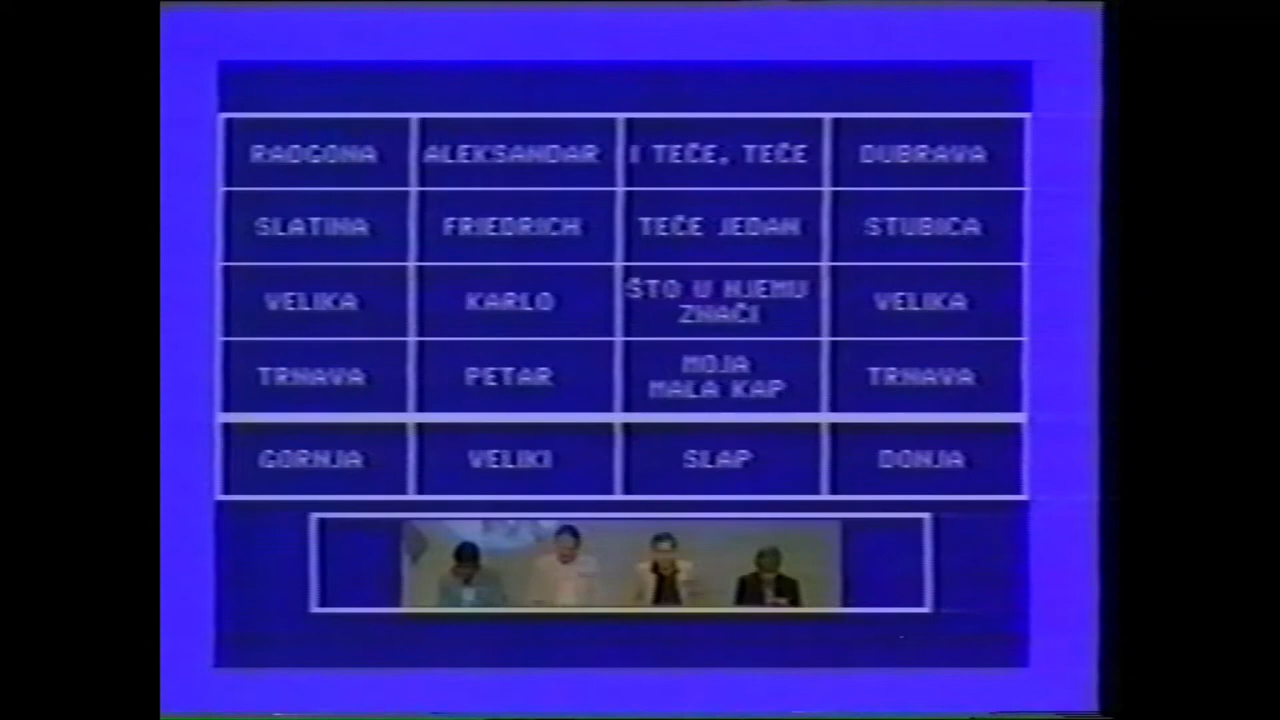 RADGONA ALEKSANDAR I TEČE, TEČE DUBRAVA
SLATINA FRIEDRICH TEČE JEDAN STUBICA
VELIKA KARLO ŠTO U NJEMU ZNAČI VELIKA
TRNAVA PETAR MOJA MALA KAP TRNAVA
GORNJA VELIKI SLAP DONJA